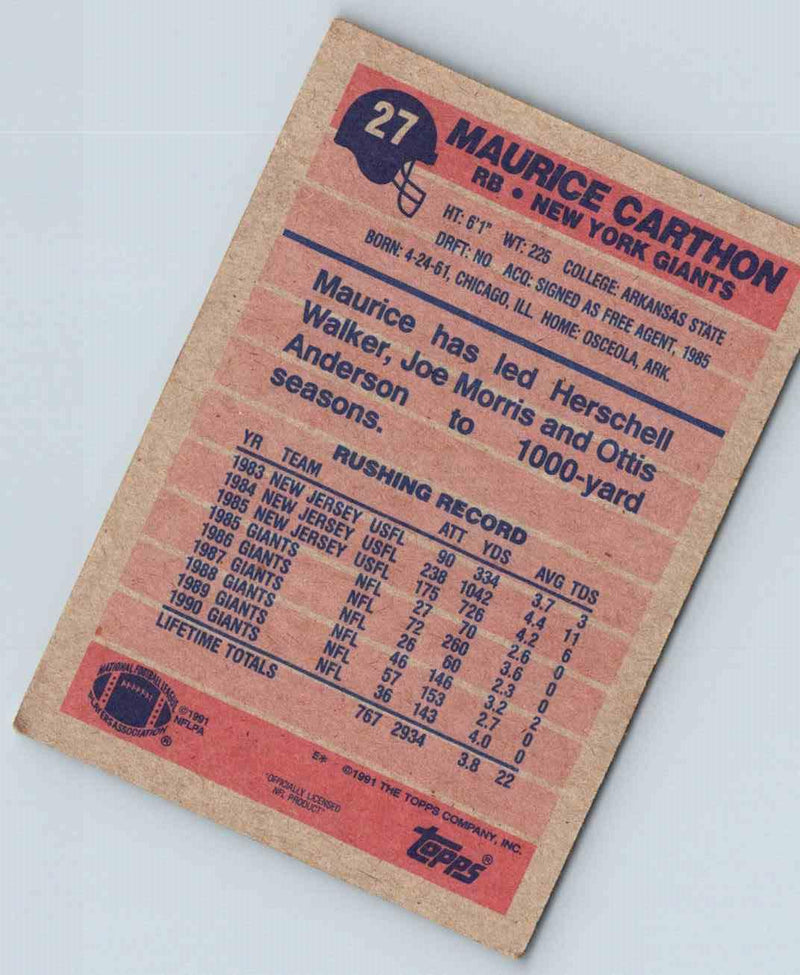 27
MAURICE CARTHON
RB • NEW YORK GIANTS
HT: 6'1" WT: 225 COLLEGE: ARKANSAS STATE
DRFT: NO ACQ: SIGNED AS FREE AGENT, 1985
BORN: 4-24-61, CHICAGO, ILL. HOME: OSCEOLA, ARK.
Maurice has led Herschell
Walker, Joe Morris and Ottis
Anderson to 1000-yard
seasons.
RUSHING RECORD
YR TEAM ATT YDS AVG TDS
1983 NEW JERSEY USFL 90 334 3.7 3
1984 NEW JERSEY USFL 238 1042 4.4 11
1985 NEW JERSEY USFL 175 726 4.2 6
1985 GIANTS NFL 27 70 2.6 0
1986 GIANTS NFL 72 260 3.6 0
1987 GIANTS NFL 26 60 2.3 0
1988 GIANTS NFL 46 146 3.2 2
1989 GIANTS NFL 57 153 2.7 0
1990 GIANTS NFL 36 143 4.0 0
LIFETIME TOTALS 767 2934 3.8 22
NATIONAL FOOTBALL LEAGUE
PLAYERS ASSOCIATION ®
©1991
NFLPA
E* ©1991 THE TOPPS COMPANY, INC.
"OFFICIALLY LICENSED
NFL PRODUCT"
topps ®